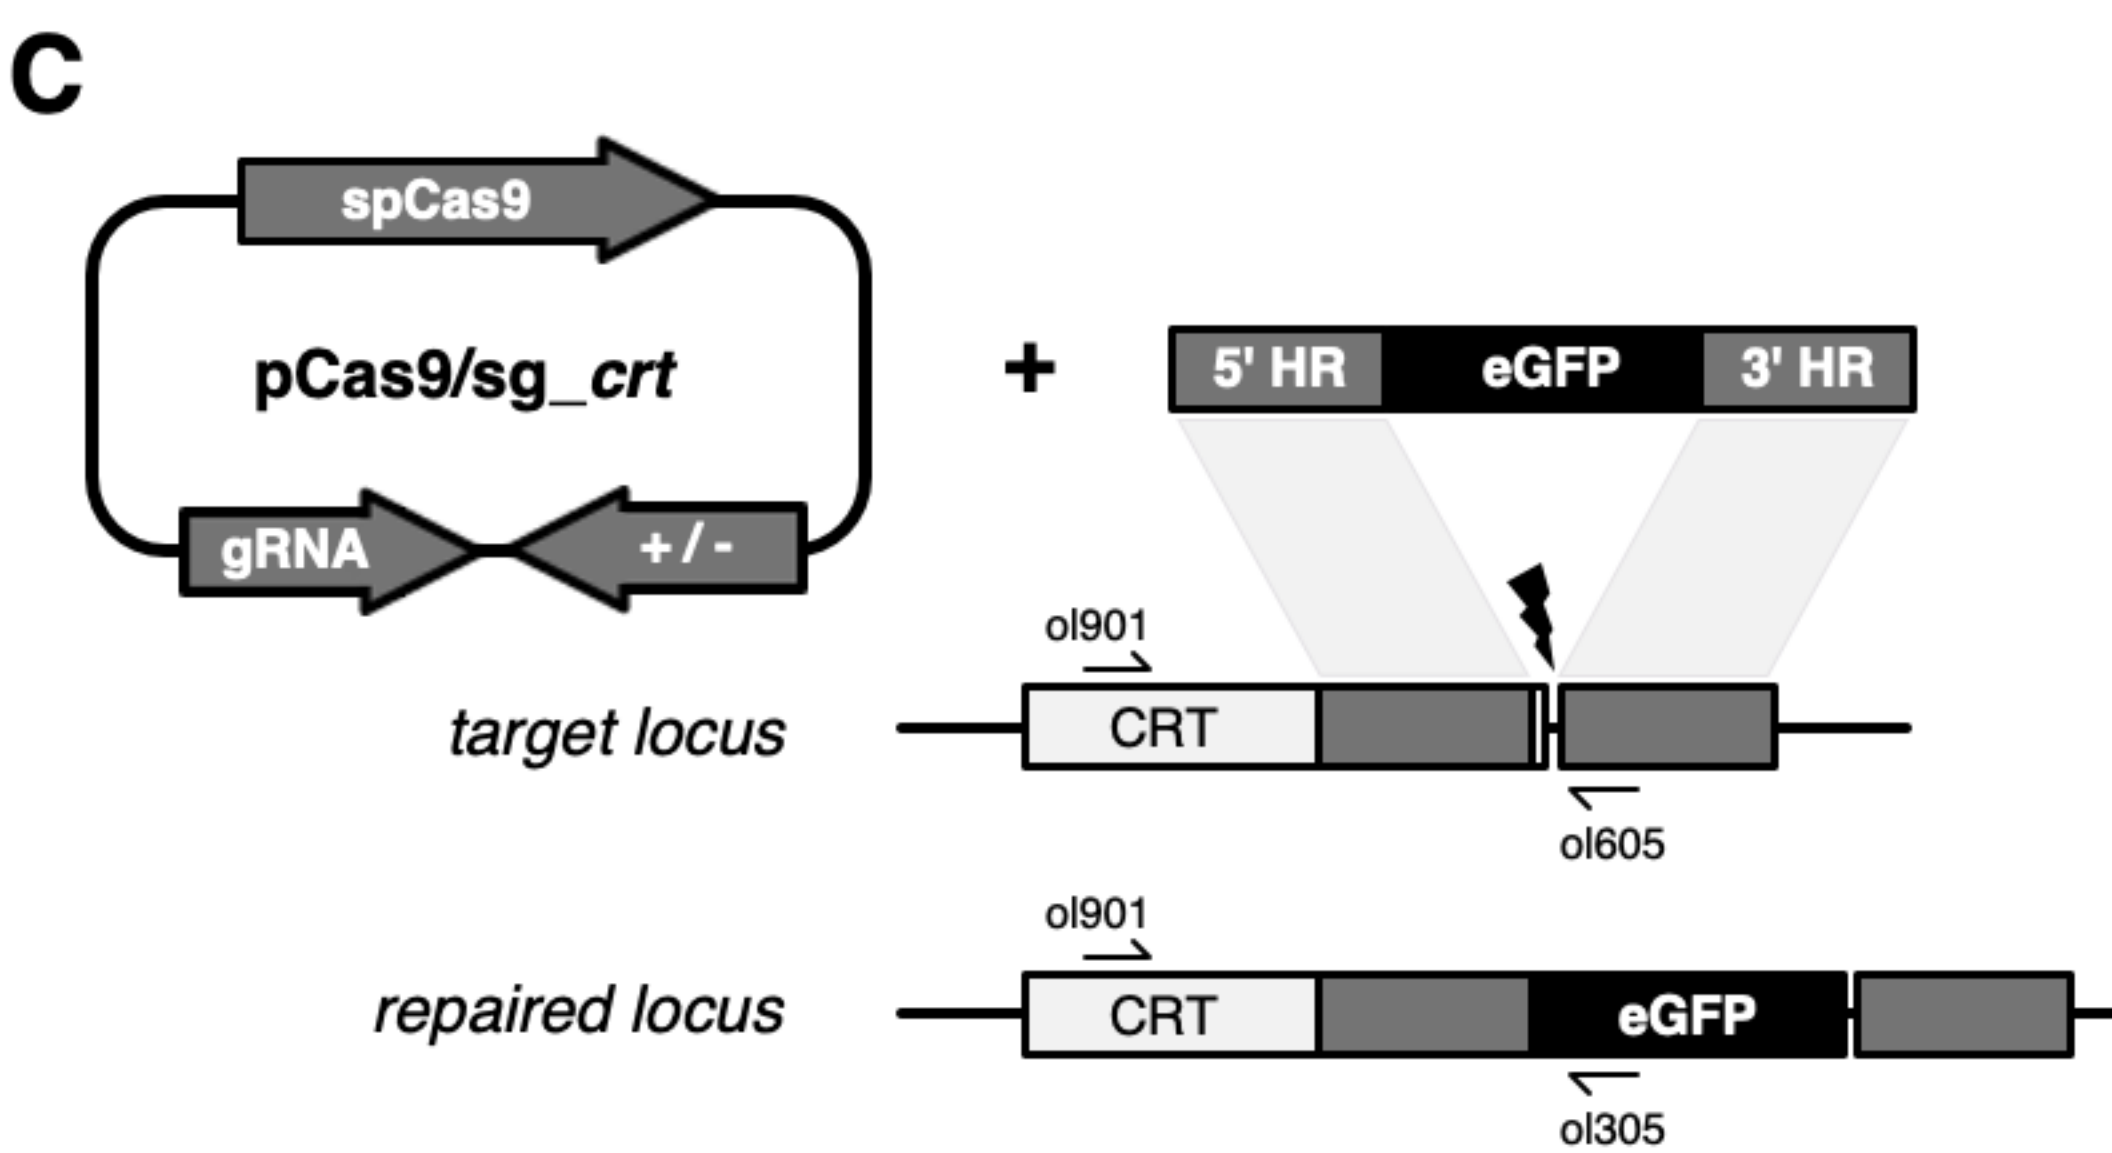 C
spCas9
pCas9/sg_crt
gRNA
+ / -
+
5' HR
eGFP
3' HR
ol901
target locus
CRT
ol605
ol901
repaired locus
CRT
eGFP
ol305